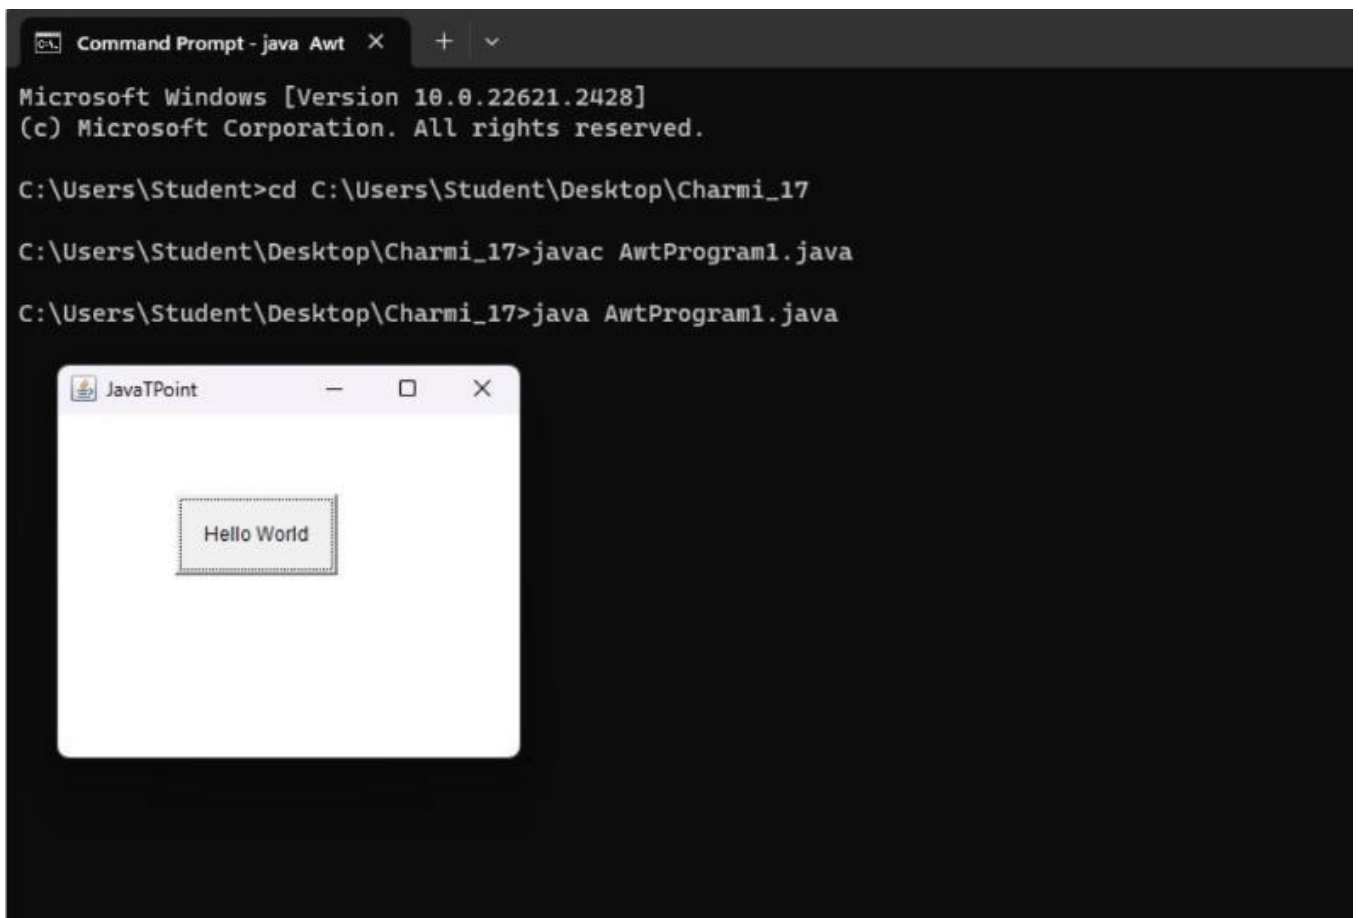 Command Prompt - java Awt
Microsoft Windows [Version 10.0.22621.2428]
(c) Microsoft Corporation. All rights reserved.
C:\Users\Student>cd C:\Users\Student\Desktop\Charmi_17
C:\Users\Student\Desktop\Charmi_17>javac AwtProgram1.java
C:\Users\Student\Desktop\Charmi_17>java AwtProgram1.java
JavaTPoint
Hello World